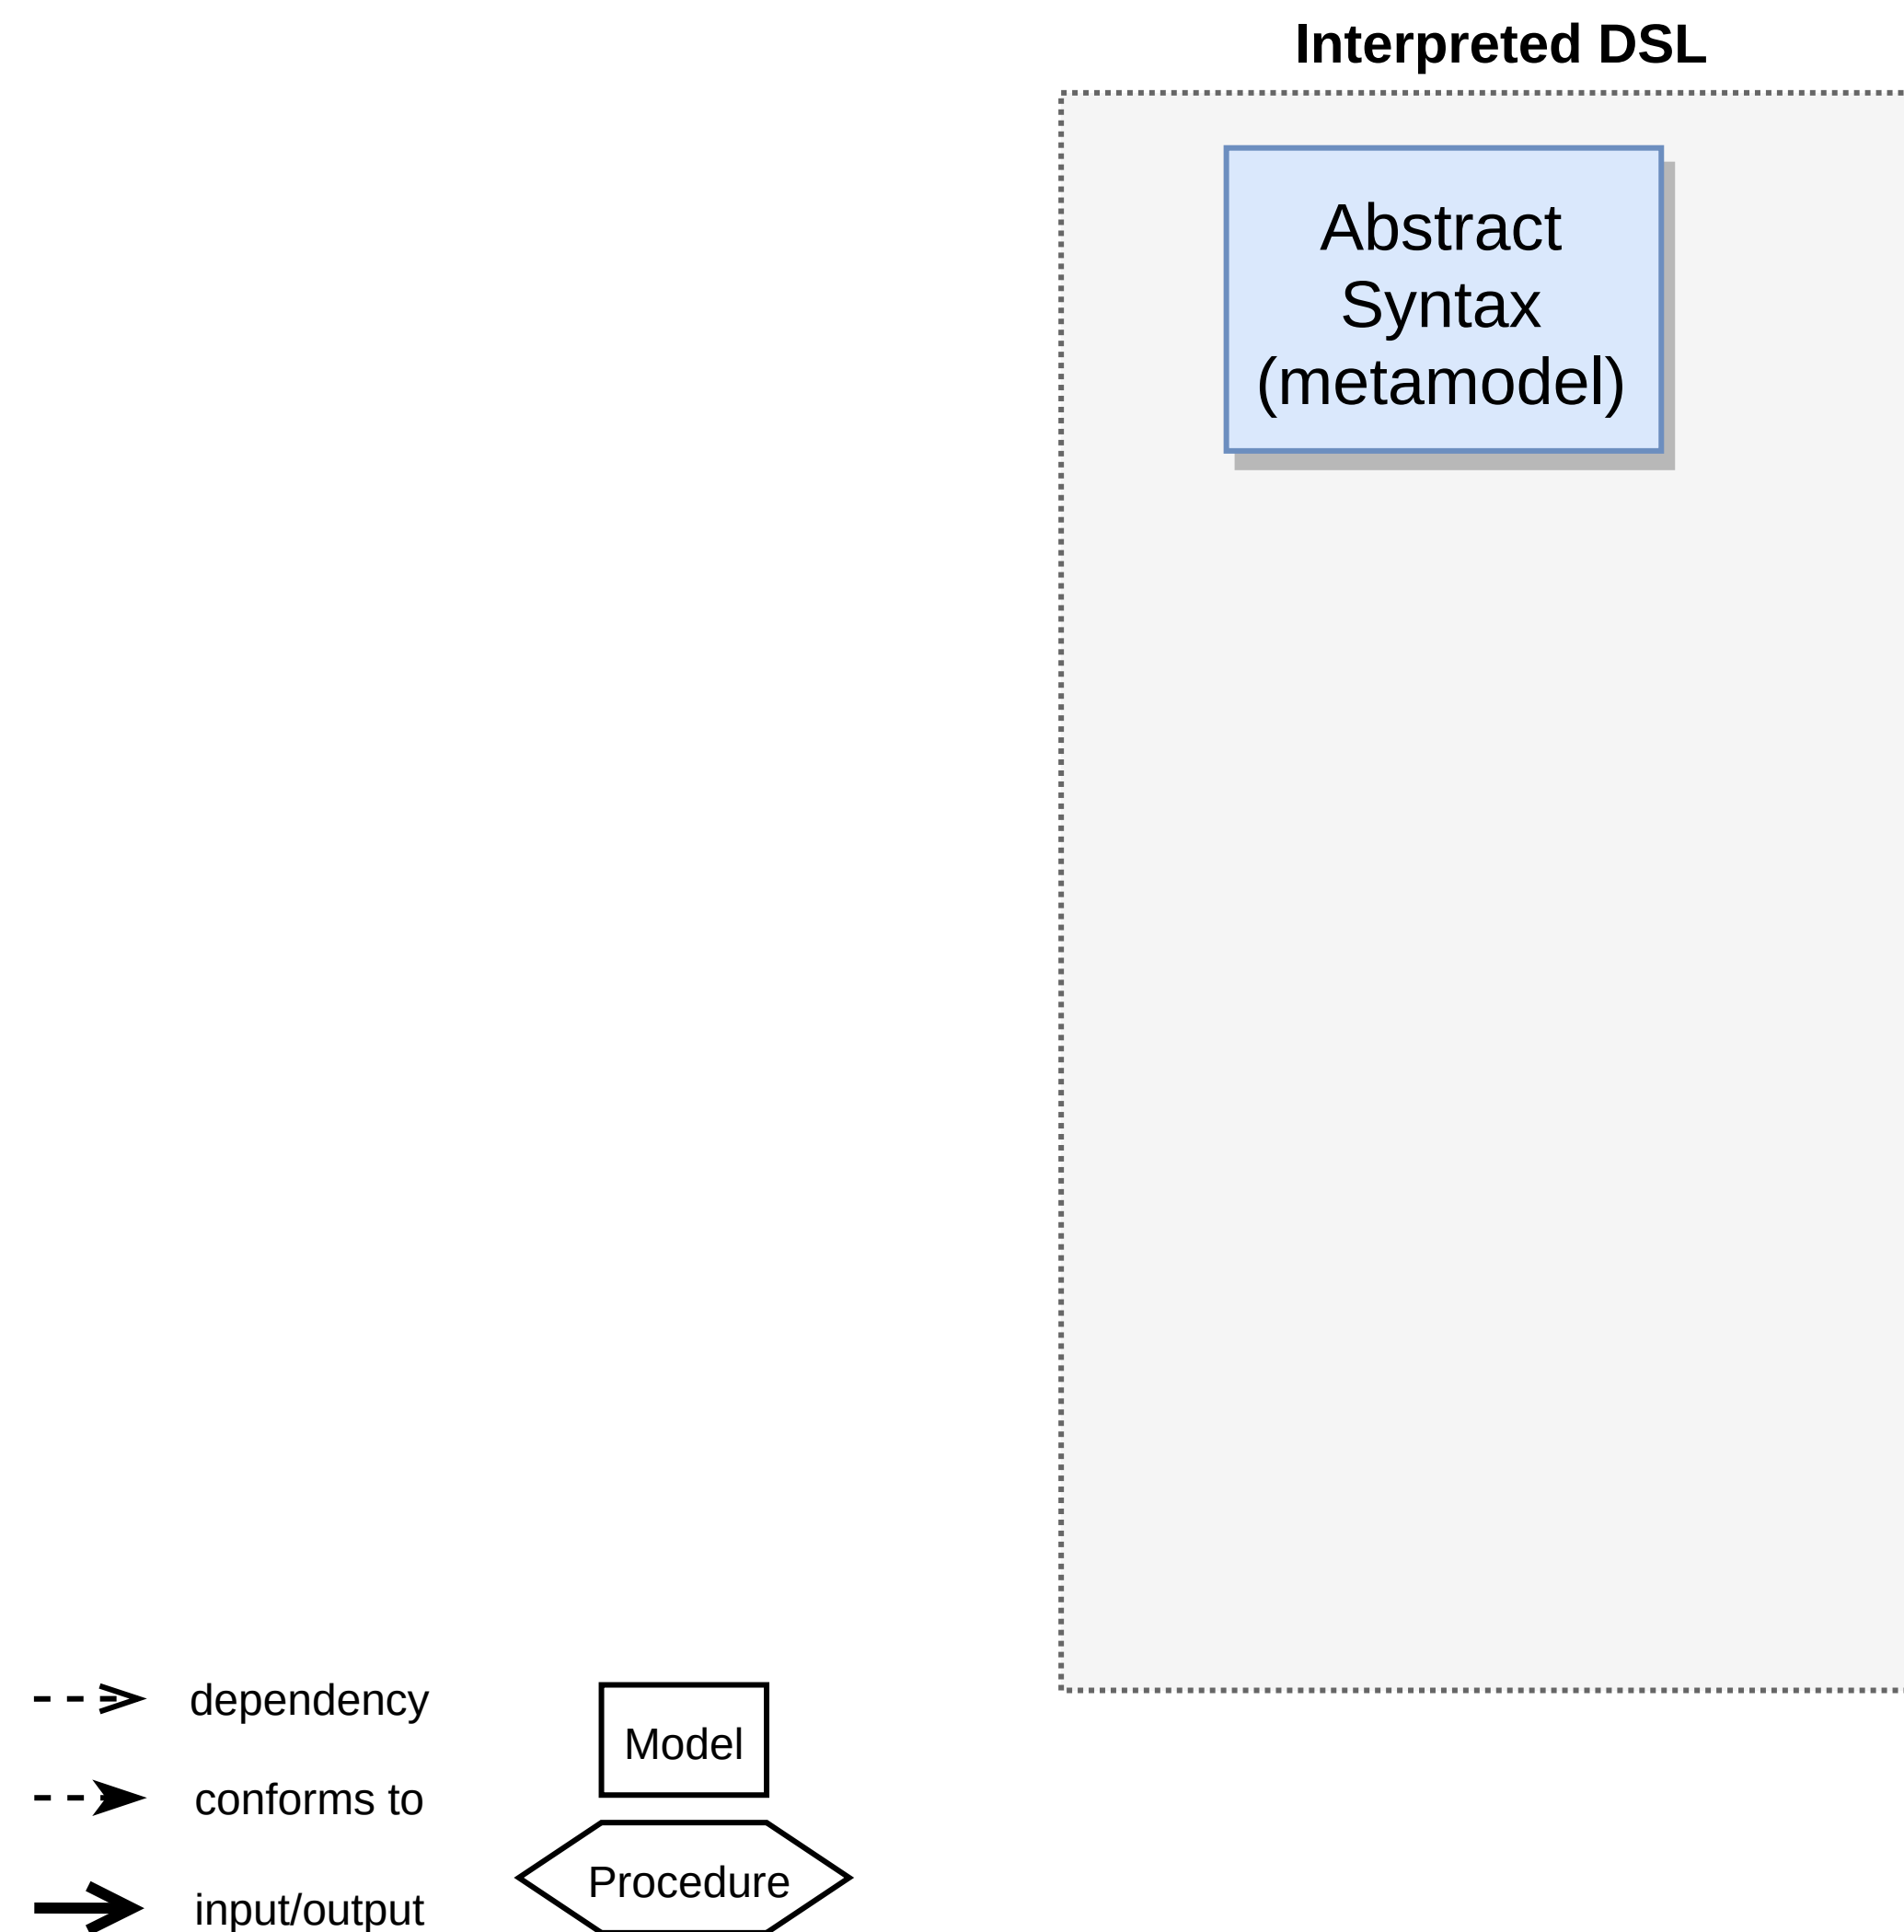 Interpreted DSL
Abstract
Syntax
(metamodel)
dependency
Model
conforms to
Procedure
input/output